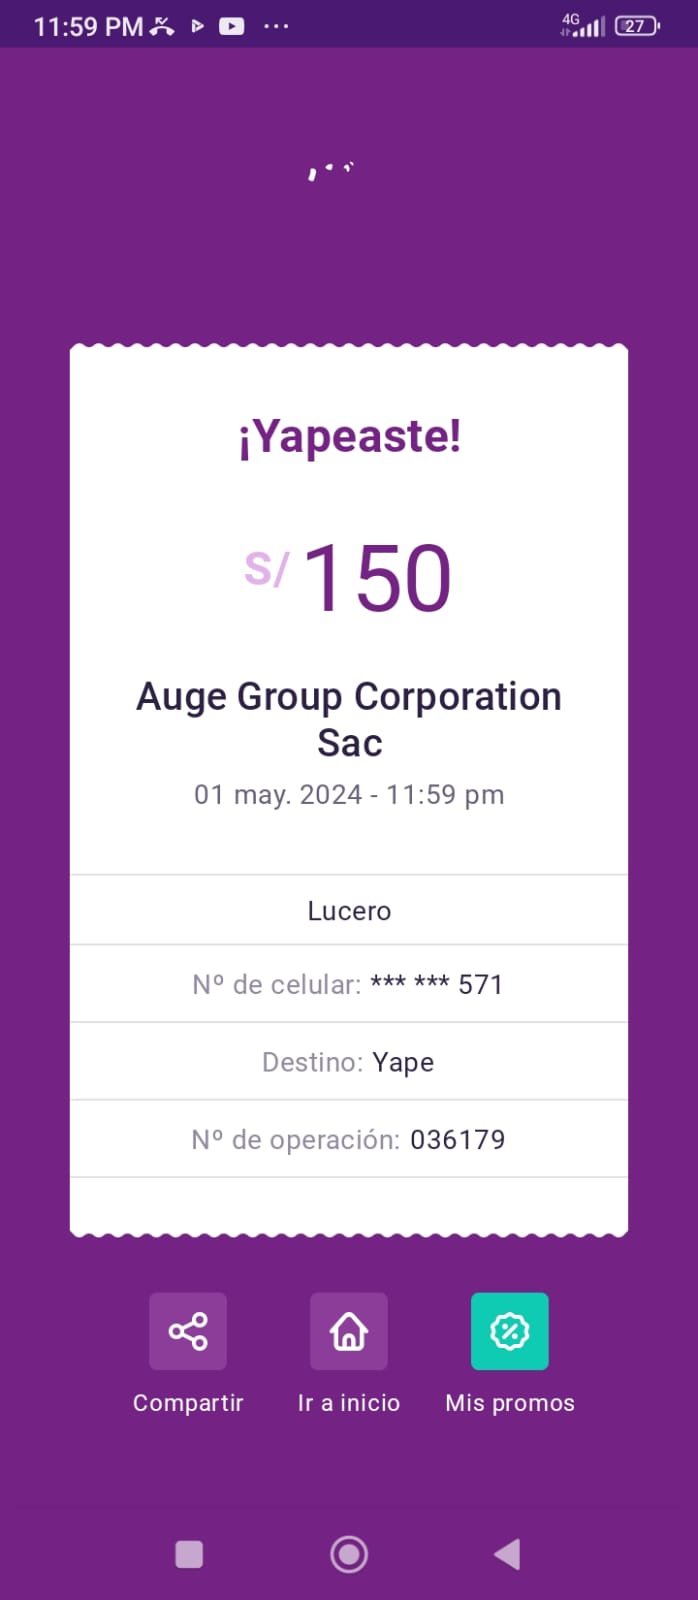 11:59 PM
4G
27
¡Yapeaste!
S/ 150
Auge Group Corporation
Sac
01 may. 2024 - 11:59 pm
Lucero
Nº de celular: *** *** 571
Destino: Yape
Nº de operación: 036179
Compartir
Ir a inicio
Mis promos